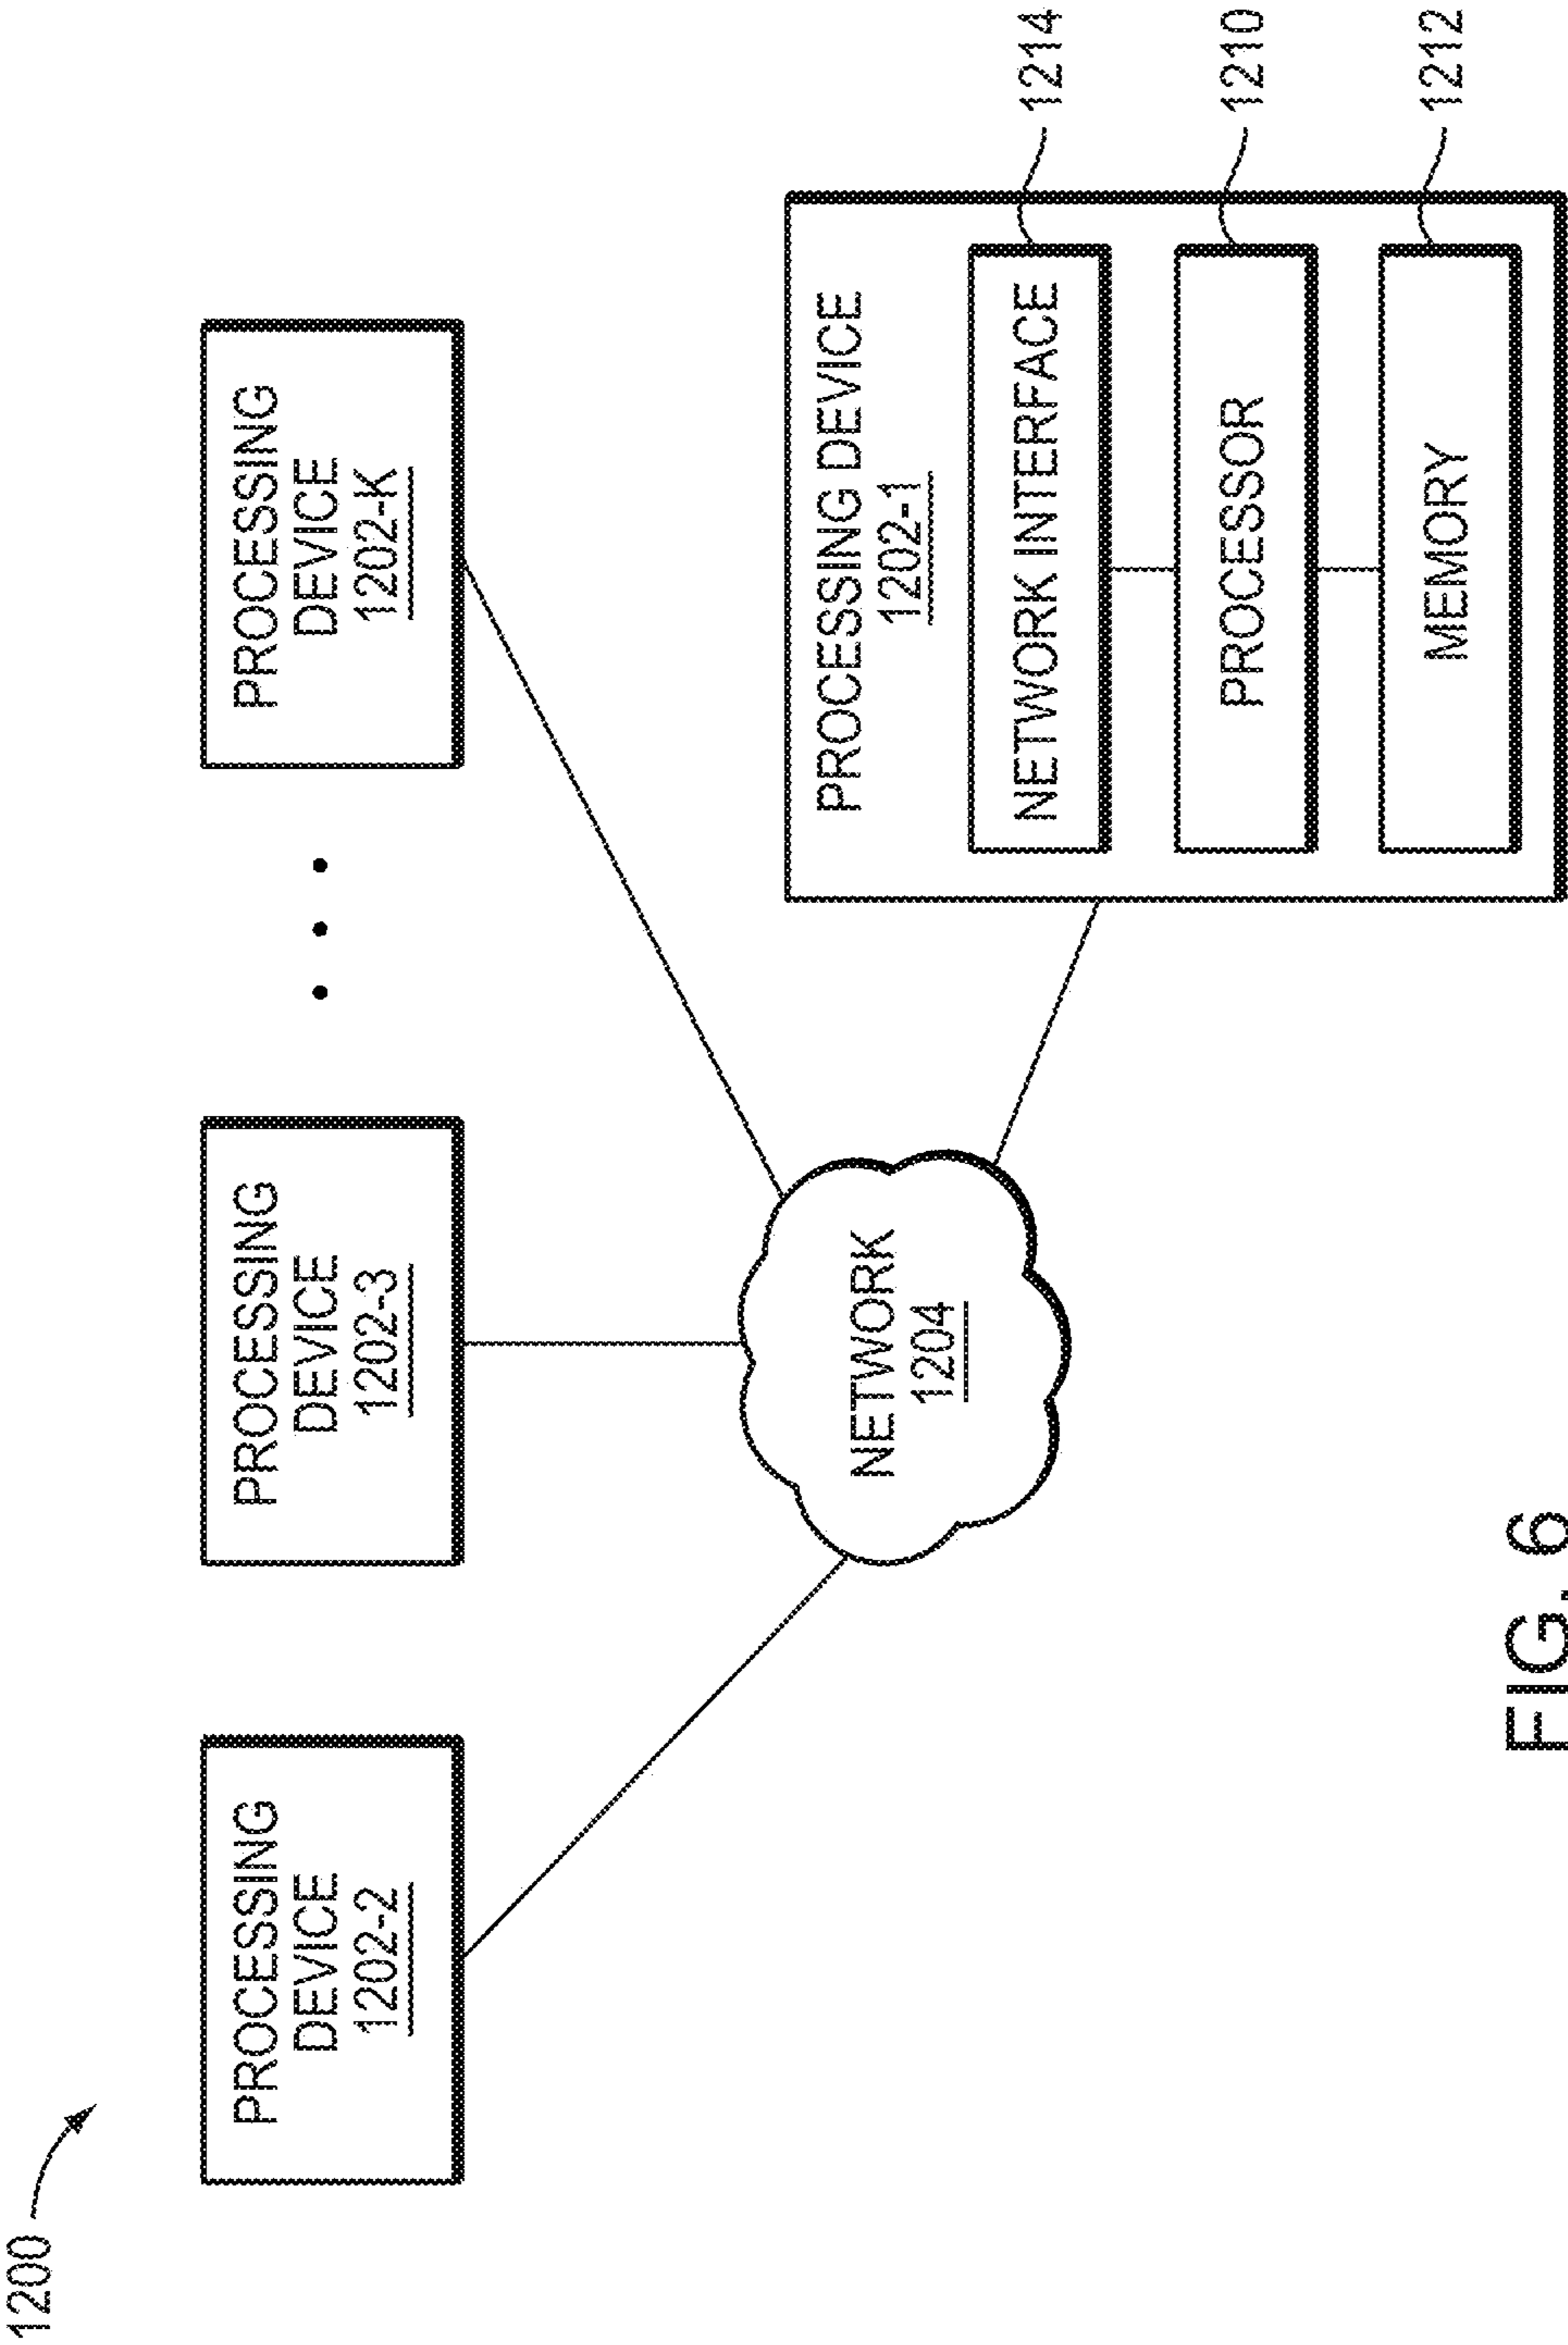 1200
PROCESSING
DEVICE
1202-2
PROCESSING
DEVICE
1202-3
• • •
PROCESSING
DEVICE
1202-K
NETWORK
1204
PROCESSING DEVICE
1202-1
NETWORK INTERFACE
1214
PROCESSOR
1210
MEMORY
1212
FIG. 6